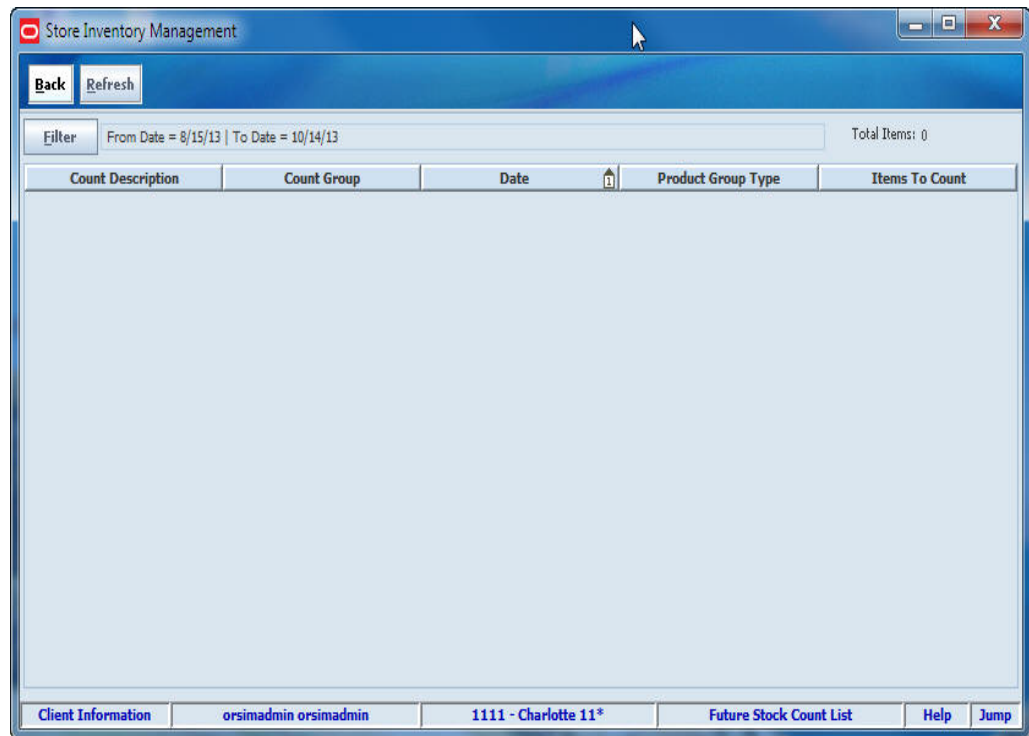 Store Inventory Management
Back Refresh
Filter From Date = 8/15/13 | To Date = 10/14/13 Total Items: 0
Count Description Count Group Date 1 Product Group Type Items To Count
Client Information orsimadmin orsimadmin 1111 - Charlotte 11* Future Stock Count List Help Jump